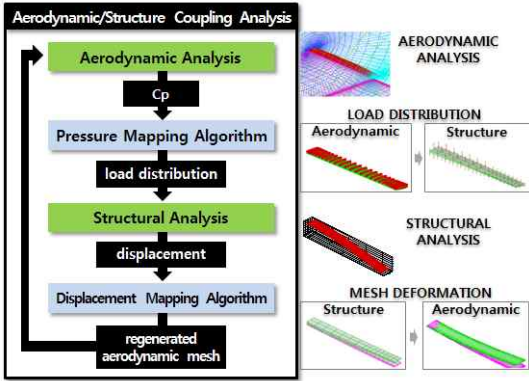 Aerodynamic/Structure Coupling Analysis
Aerodynamic Analysis
Cp
Pressure Mapping Algorithm
load distribution
Structural Analysis
displacement
Displacement Mapping Algorithm
regenerated
aerodynamic mesh
AERODYNAMIC
ANALYSIS
LOAD DISTRIBUTION
Aerodynamic
Structure
STRUCTURAL
ANALYSIS
MESH DEFORMATION
Structure
Aerodynamic